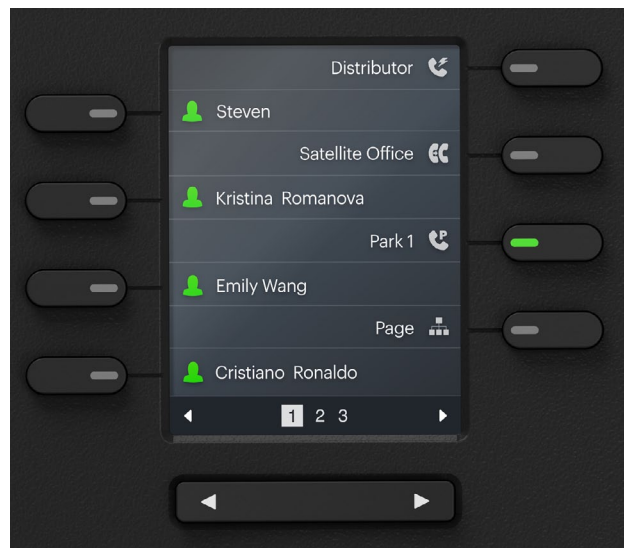 Distributor
Steven
Satellite Office
Kristina Romanova
Park 1
P
Emily Wang
Page
Cristiano Ronaldo
1 2 3